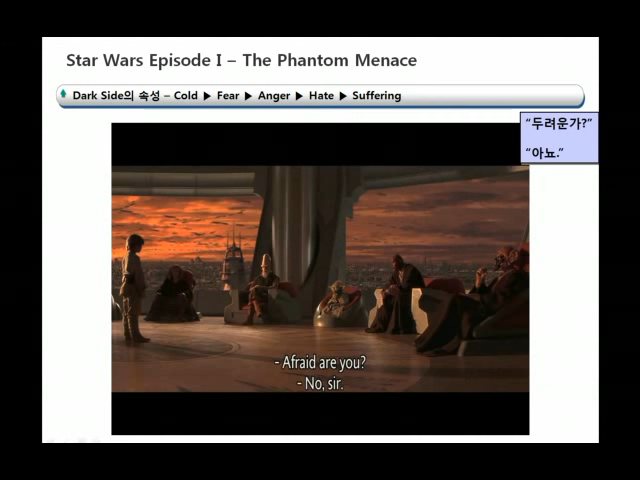 Star Wars Episode I – The Phantom Menace
Dark Side의 속성 – Cold ▶ Fear ▶ Anger ▶ Hate ▶ Suffering
“두려운가?”
“아뇨.”
- Afraid are you?
- No, sir.